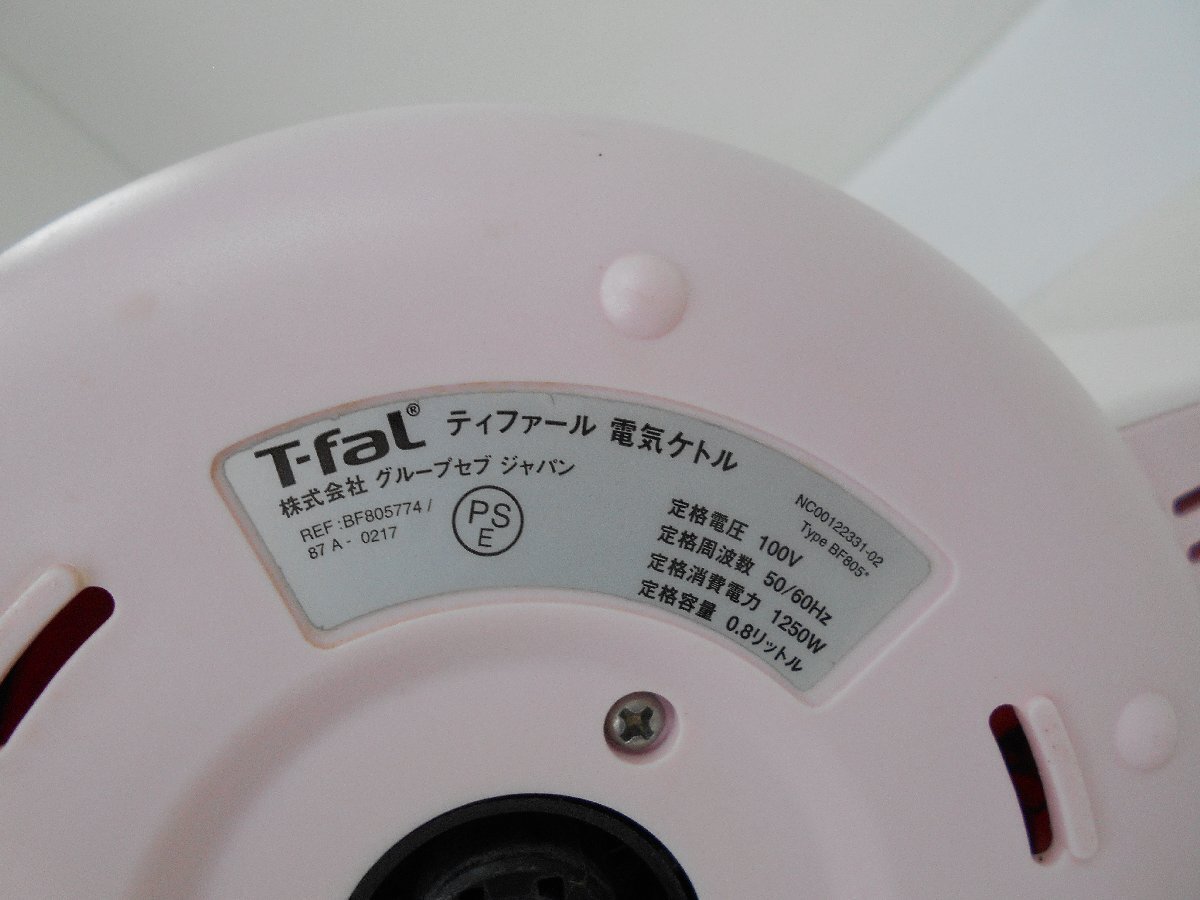 T-faL® ティファール 電気ケトル
株式会社 グループセブ ジャパン
REF:BF805774 /
87 A - 0217
PS
E
NC00122331-02
Type BF805*
定格電圧 100V
定格周波数 50/60Hz
定格消費電力 1250W
定格容量 0.8リットル